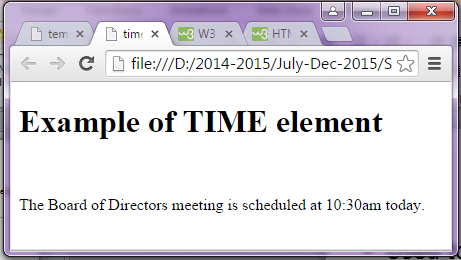 tem
time
W3
HTM
file:///D:/2014-2015/July-Dec-2015/S
Example of TIME element
The Board of Directors meeting is scheduled at 10:30am today.